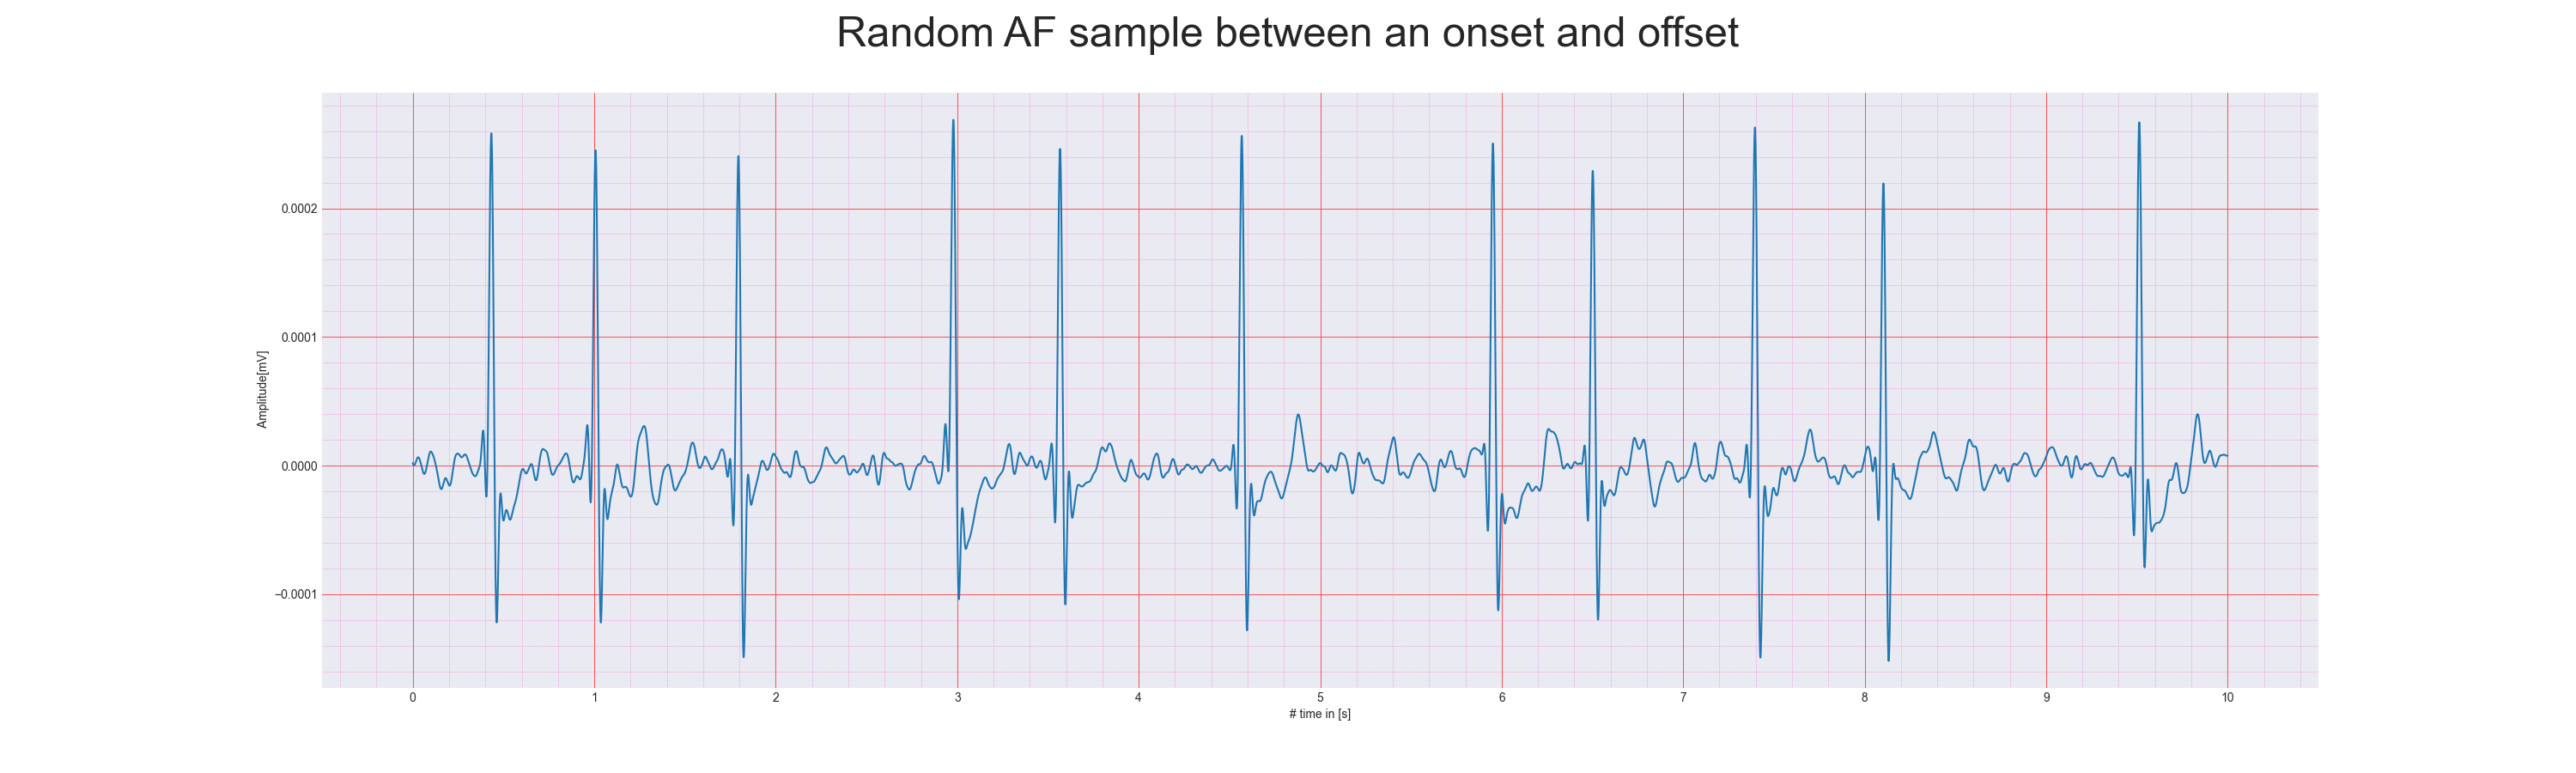 Random AF sample between an onset and offset
0.0002
0.0001
0.0000
−0.0001
Amplitude[mV]
0 1 2 3 4 5 6 7 8 9 10
# time in [s]